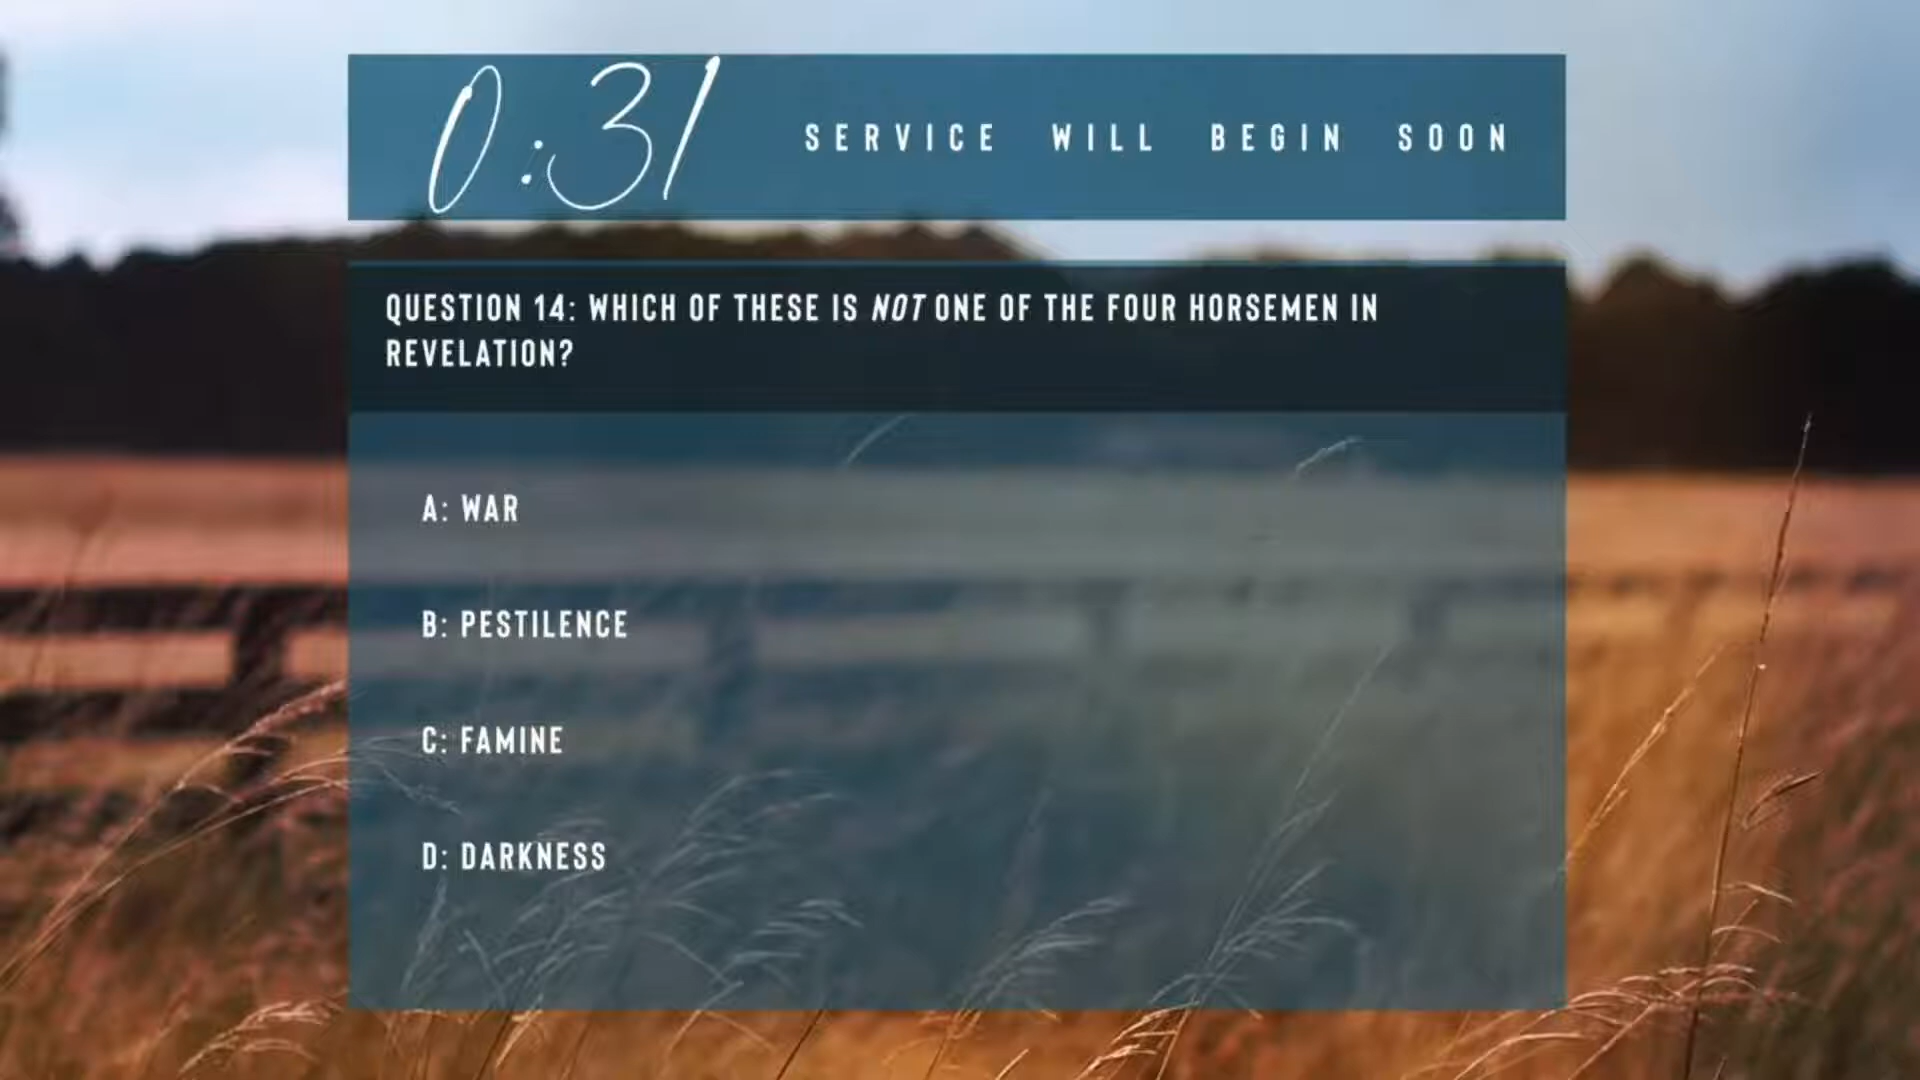 0:31
SERVICE WILL BEGIN SOON
QUESTION 14: WHICH OF THESE IS NOT ONE OF THE FOUR HORSEMEN IN
REVELATION?
A: WAR
B: PESTILENCE
C: FAMINE
D: DARKNESS